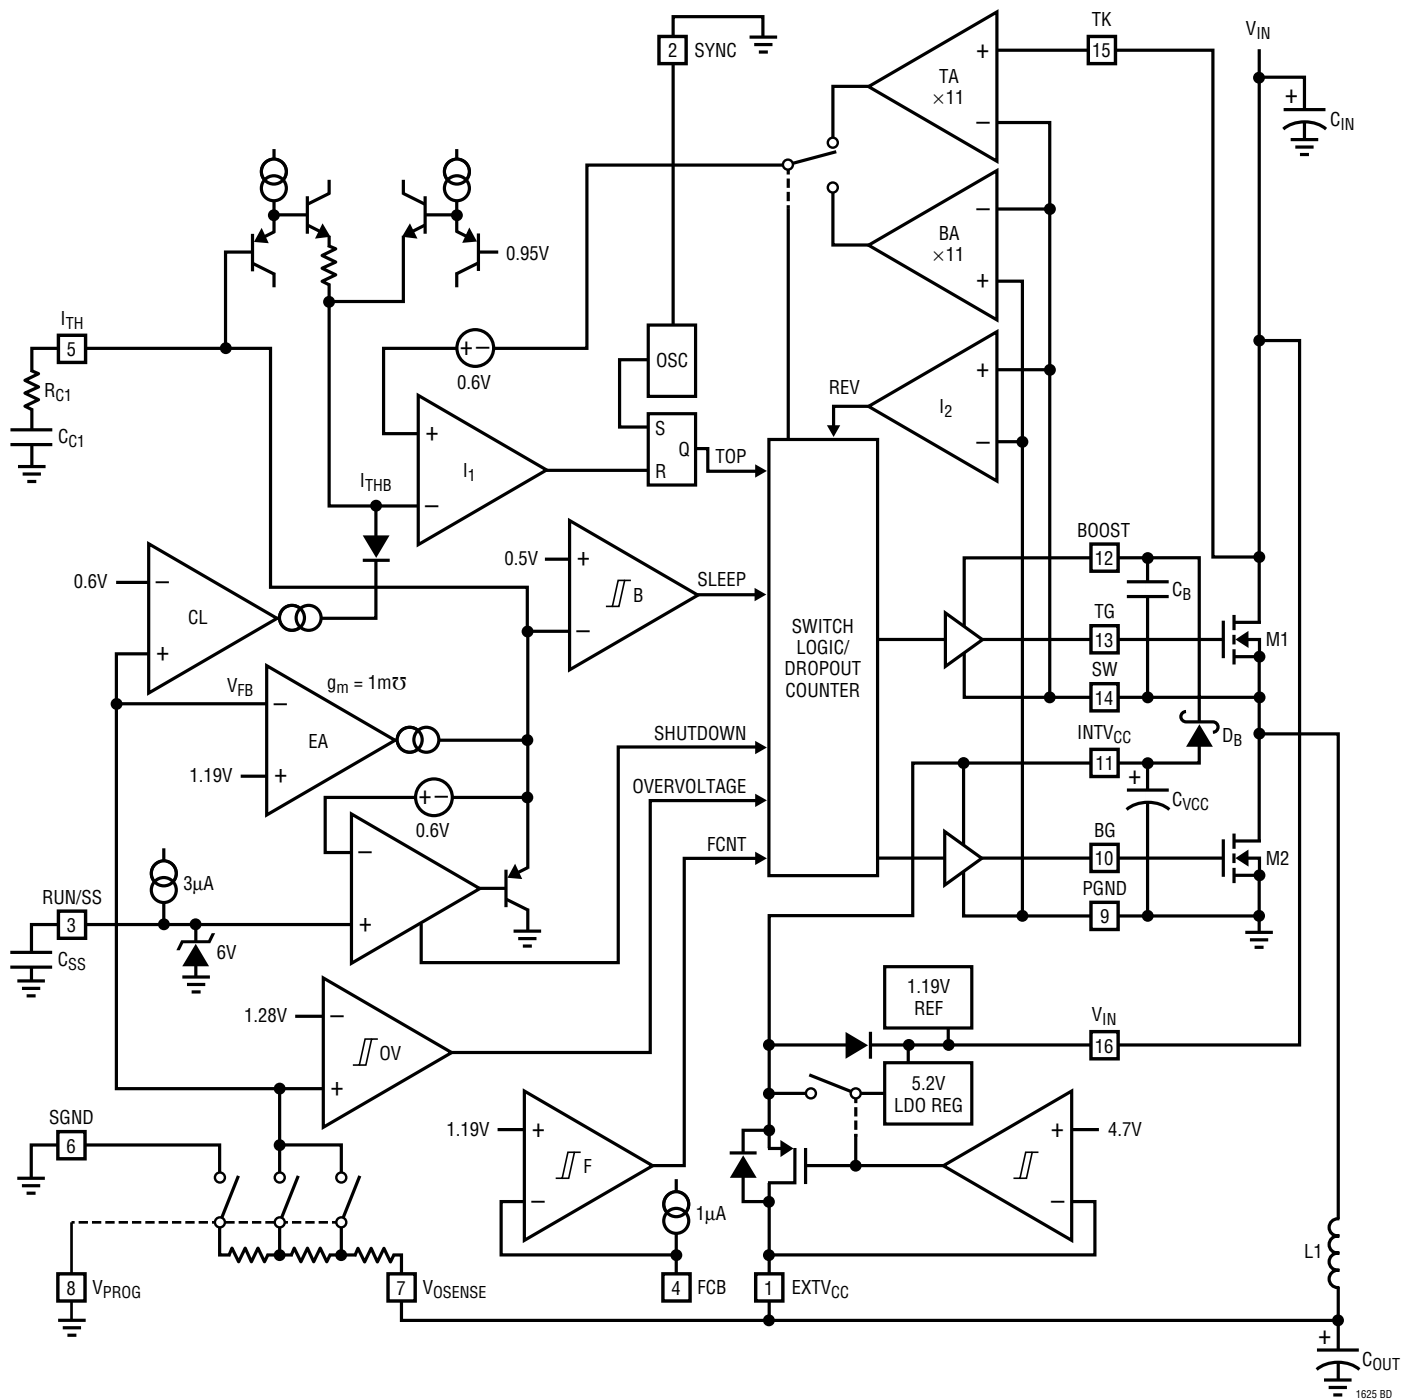 2 SYNC
TK
15
VIN
TA
×11
+
−
+
CIN
−
BA
×11
+
0.95V
ITH
5
RC1
CC1
+ −
0.6V
OSC
S
Q
R
TOP
REV
+
I2
−
+
I1
−
ITHB
0.5V
+
B
−
SLEEP
0.6V
−
CL
+
VFB
gm = 1m℧
−
EA
1.19V
+
SWITCH
LOGIC/
DROPOUT
COUNTER
BOOST
12
CB
TG
13
M1
SW
14
INTVCC
11
DB
+
CVCC
BG
10
M2
PGND
9
SHUTDOWN
OVERVOLTAGE
FCNT
+ −
0.6V
−
+
3µA
RUN/SS
3
6V
CSS
1.28V
−
OV
+
1.19V
REF
VIN
16
5.2V
LDO REG
SGND
6
1.19V
+
F
−
1µA
+
4.7V
−
8 VPROG
7 VOSENSE
4 FCB
1 EXTVCC
L1
+
COUT
1625 BD